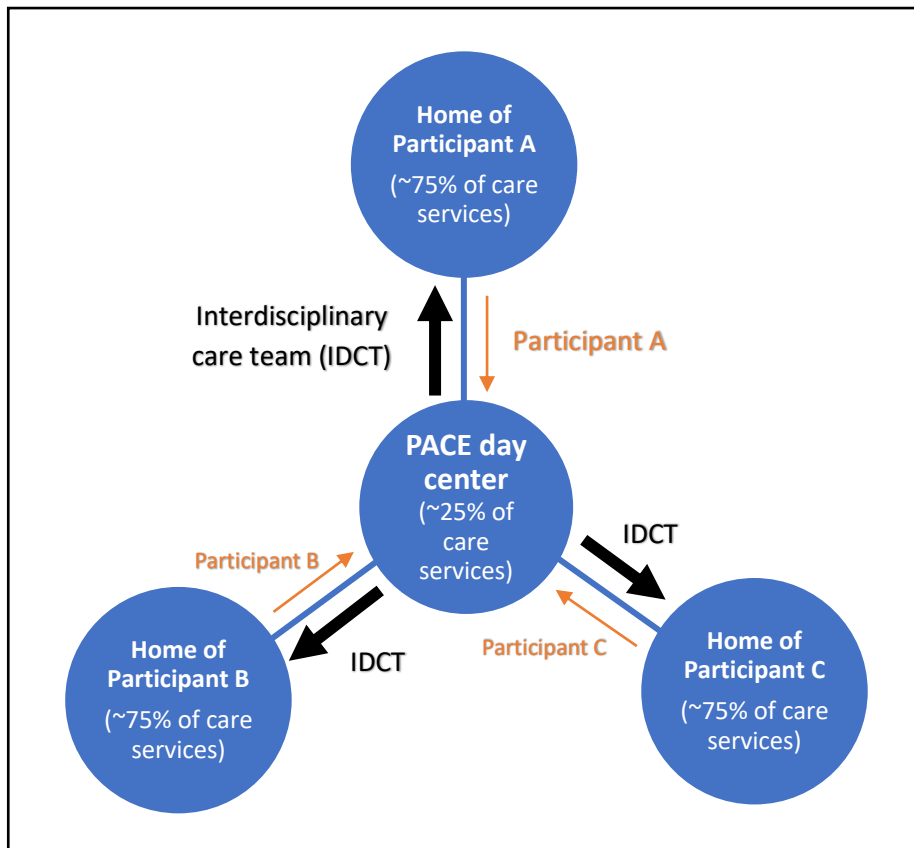 Home of
Participant A
(~75% of care
services)
Interdisciplinary
care team (IDCT)
Participant A
PACE day
center
(~25% of
care
services)
IDCT
Participant B
Participant C
IDCT
Home of
Participant B
(~75% of care
services)
Home of
Participant C
(~75% of care
services)